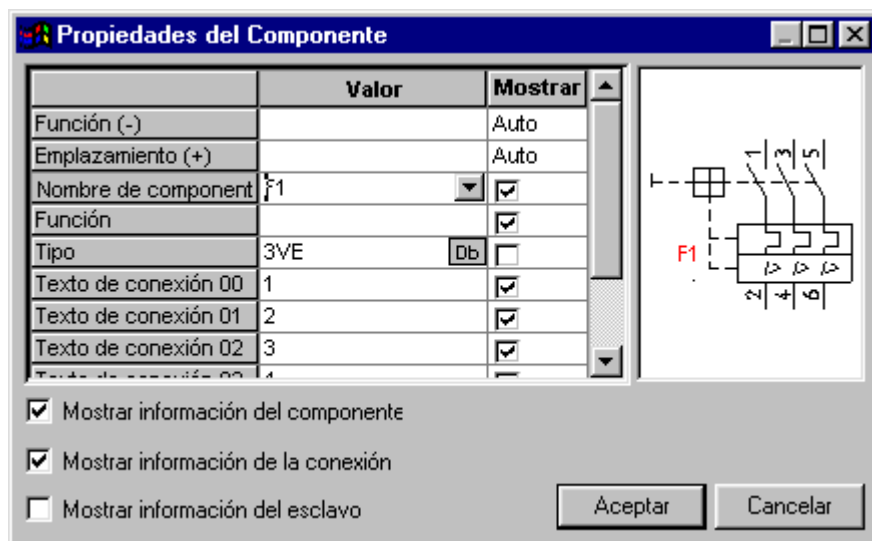 Propiedades del Componente
Valor Mostrar
Función (-) Auto
Emplazamiento (+) Auto
Nombre de component F1
Función
Tipo 3VE Db
Texto de conexión 00 1
Texto de conexión 01 2
Texto de conexión 02 3
1 3 5
F1
2 4 6
Mostrar información del componente
Mostrar información de la conexión
Mostrar información del esclavo
Aceptar Cancelar